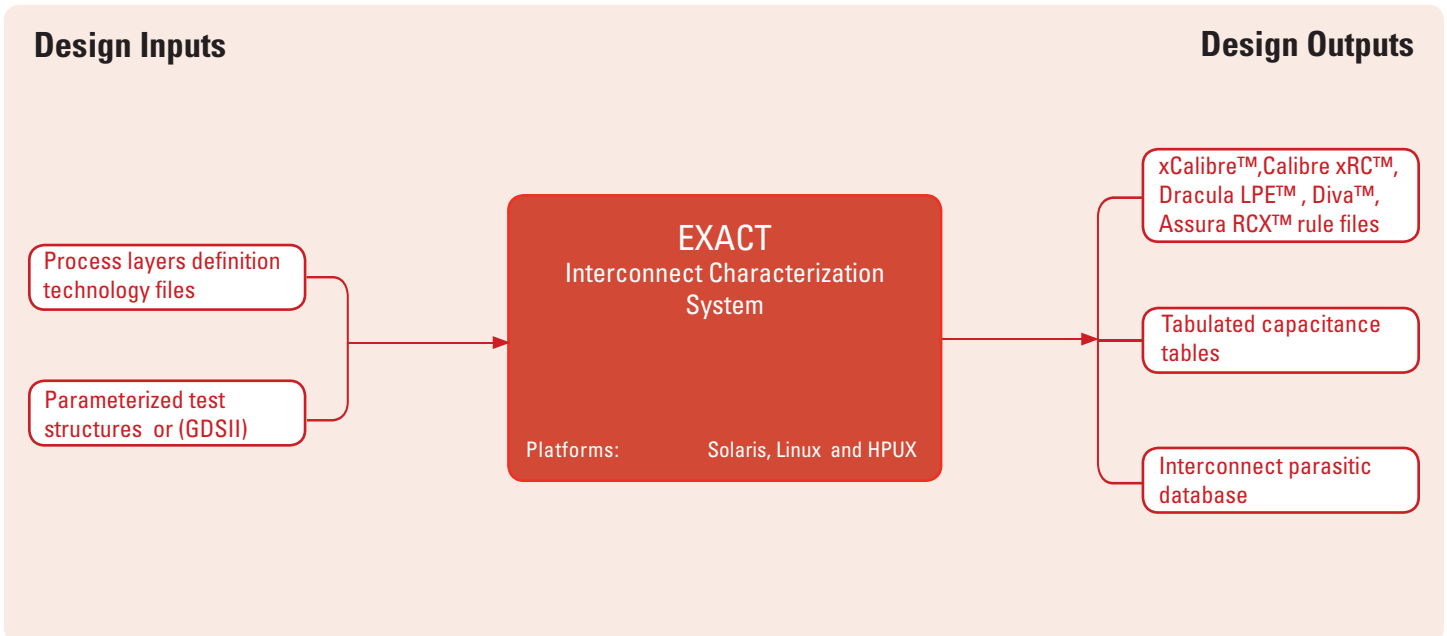 Design Inputs
Design Outputs
Process layers definition
technology files
Parameterized test
structures or (GDSII)
EXACT
Interconnect Characterization
System
Platforms: Solaris, Linux and HPUX
xCalibre™,Calibre xRC™,
Dracula LPE™ , Diva™,
Assura RCX™ rule files
Tabulated capacitance
tables
Interconnect parasitic
database